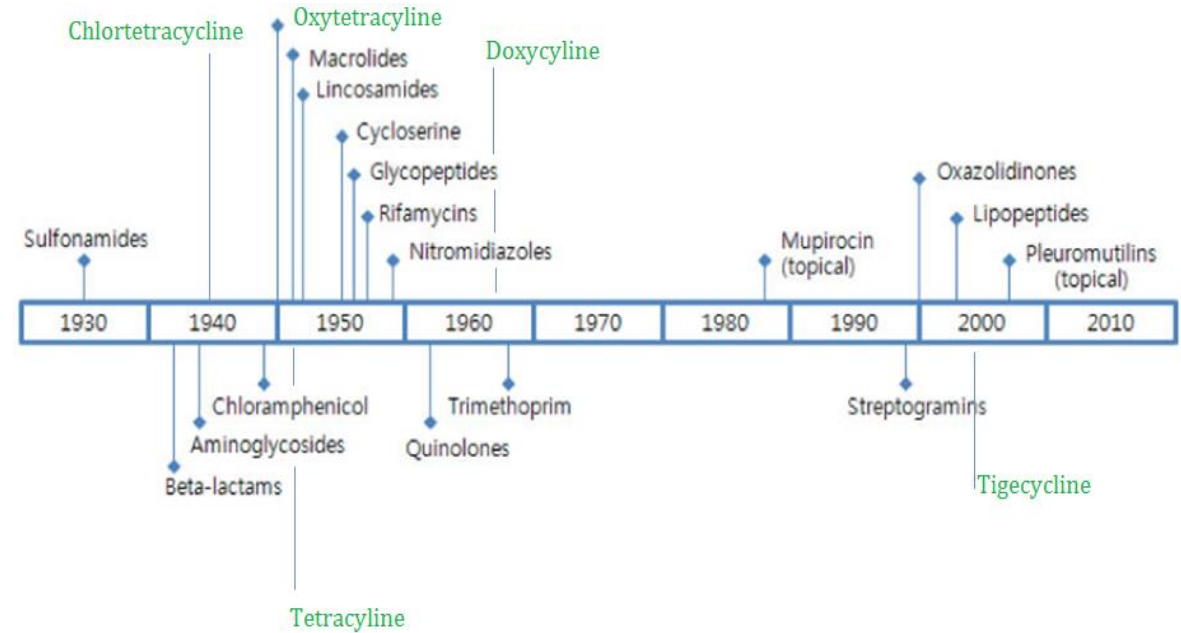 Chlortetracycline
Oxytetracyline
Macrolides
Doxycyline
Lincosamides
Cycloserine
Glycopeptides
Oxazolidinones
Rifamycins
Lipopeptides
Sulfonamides
Nitromidiazoles
Mupirocin
(topical)
Pleuromutilins
(topical)
1930 1940 1950 1960 1970 1980 1990 2000 2010
Chloramphenicol
Trimethoprim
Streptogramins
Aminoglycosides
Quinolones
Beta-lactams
Tigecycline
Tetracyline